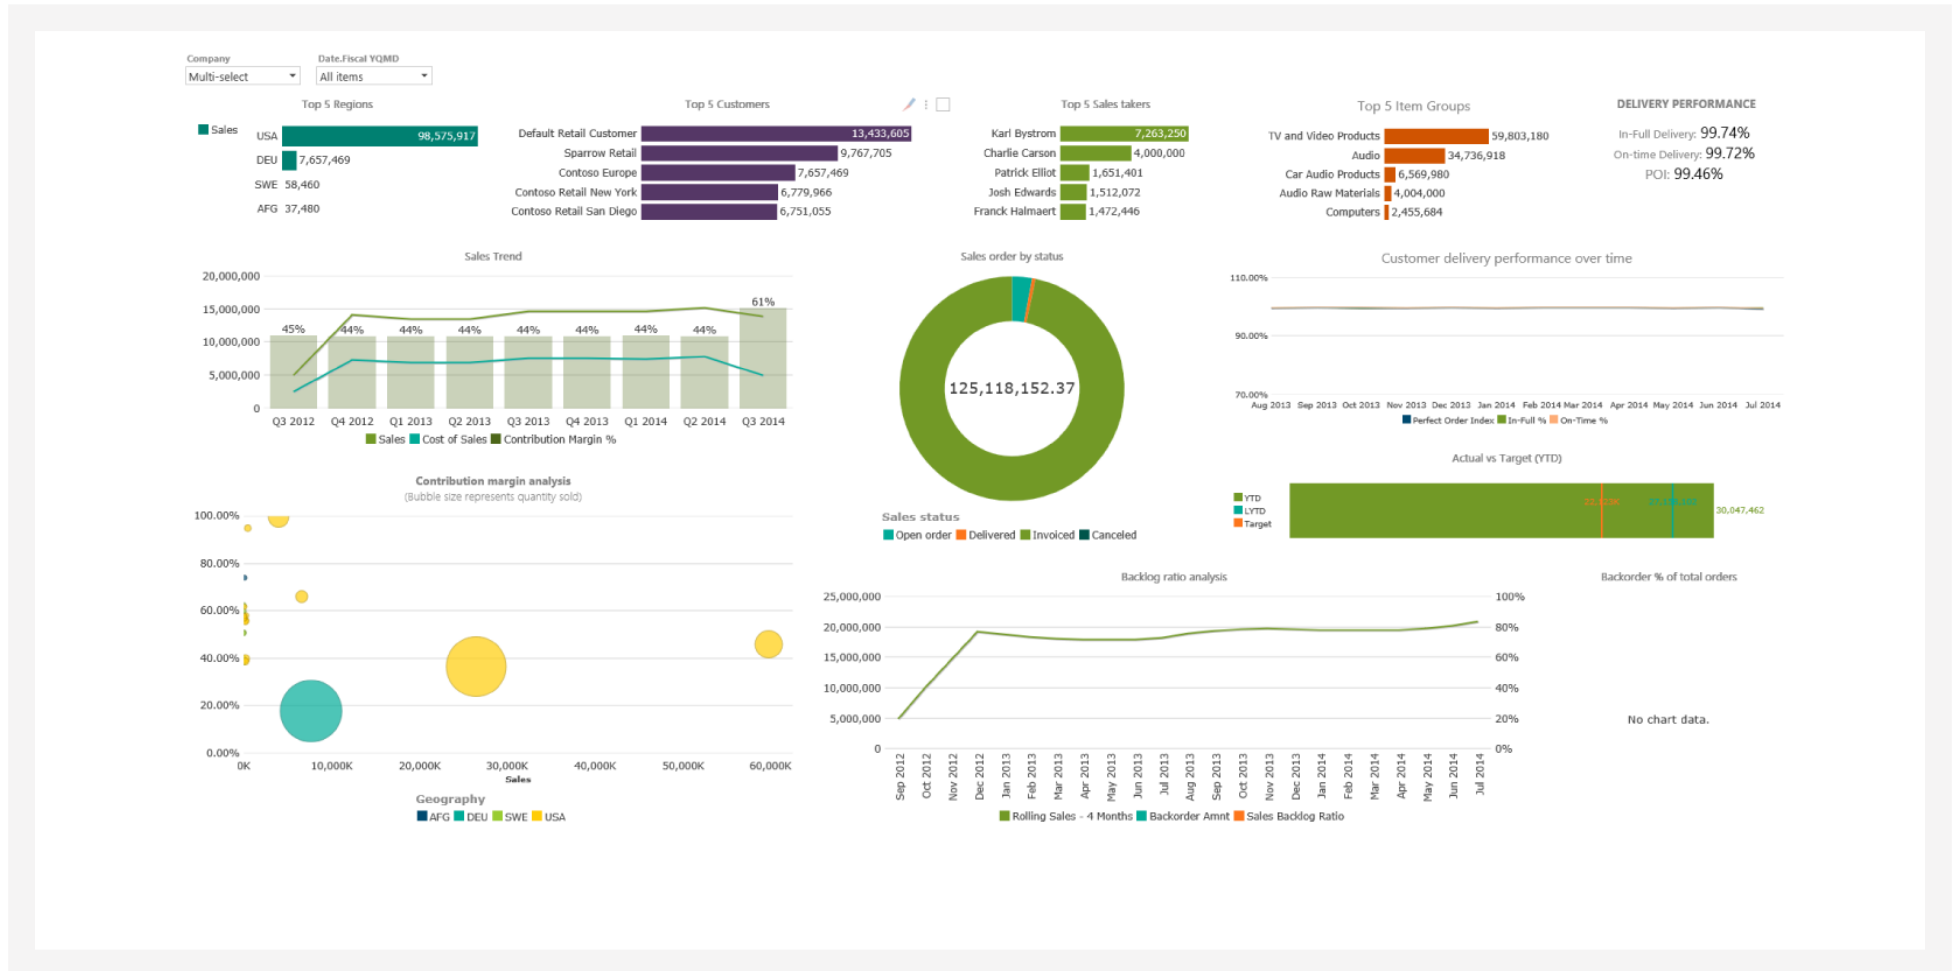 Company
Multi-select
Date.Fiscal YQMD
All items
Top 5 Regions
Sales
USA 98,575,917
DEU 7,657,469
SWE 58,460
AFG 37,480
Top 5 Customers
Default Retail Customer 13,433,605
Sparrow Retail 9,767,705
Contoso Europe 7,657,469
Contoso Retail New York 6,779,966
Contoso Retail San Diego 6,751,055
Top 5 Sales takers
Karl Bystrom 7,263,250
Charlie Carson 4,000,000
Patrick Elliot 1,651,401
Josh Edwards 1,512,072
Franck Halmaert 1,472,446
Top 5 Item Groups
TV and Video Products 59,803,180
Audio 34,736,918
Car Audio Products 6,569,980
Audio Raw Materials 4,004,000
Computers 2,455,684
DELIVERY PERFORMANCE
In-Full Delivery: 99.74%
On-time Delivery: 99.72%
POI: 99.46%
Sales Trend
20,000,000
15,000,000
10,000,000
5,000,000
0
45% 44% 44% 44% 44% 44% 44% 44% 61%
Q3 2012 Q4 2012 Q1 2013 Q2 2013 Q3 2013 Q4 2013 Q1 2014 Q2 2014 Q3 2014
Sales Cost of Sales Contribution Margin %
Sales order by status
125,118,152.37
Sales status
Open order Delivered Invoiced Canceled
Customer delivery performance over time
110.00%
90.00%
70.00%
Aug 2013 Sep 2013 Oct 2013 Nov 2013 Dec 2013 Jan 2014 Feb 2014 Mar 2014 Apr 2014 May 2014 Jun 2014 Jul 2014
Perfect Order Index In-Full % On-Time %
Actual vs Target (YTD)
YTD
LYTD
Target
30,047,462
Contribution margin analysis
(Bubble size represents quantity sold)
100.00%
80.00%
60.00%
40.00%
20.00%
0.00%
0K 10,000K 20,000K 30,000K 40,000K 50,000K 60,000K
Sales
Geography
AFG DEU SWE USA
Backlog ratio analysis
25,000,000
20,000,000
15,000,000
10,000,000
5,000,000
0
100%
80%
60%
40%
20%
0%
Sep 2012 Oct 2012 Nov 2012 Dec 2012 Jan 2013 Feb 2013 Mar 2013 Apr 2013 May 2013 Jun 2013 Jul 2013 Aug 2013 Sep 2013 Oct 2013 Nov 2013 Dec 2013 Jan 2014 Feb 2014 Mar 2014 Apr 2014 May 2014 Jun 2014 Jul 2014
Rolling Sales - 4 Months Backorder Amnt Sales Backlog Ratio
Backorder % of total orders
No chart data.